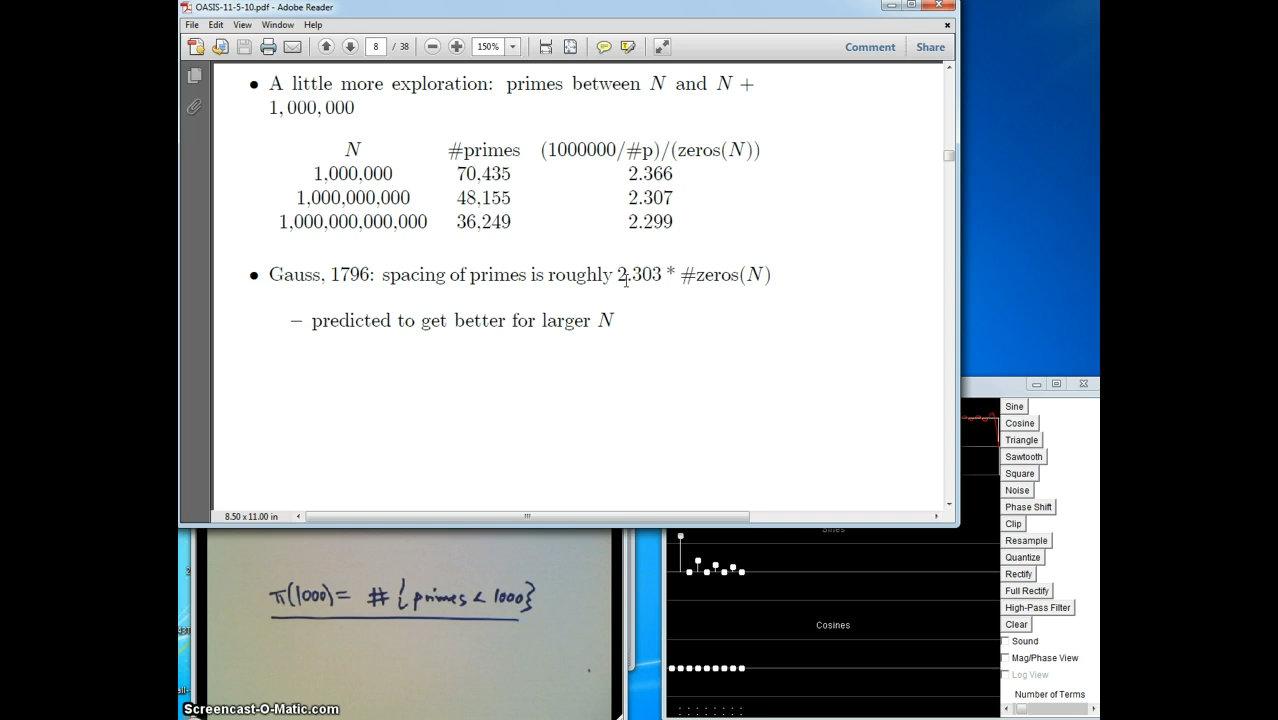 OASIS-11-5-10.pdf - Adobe Reader
File Edit View Window Help
8 / 38 150% Comment Share
• A little more exploration: primes between N and N +
1,000,000
N #primes (1000000/#p)/(zeros(N))
1,000,000 70,435 2.366
1,000,000,000 48,155 2.307
1,000,000,000,000 36,249 2.299
• Gauss, 1796: spacing of primes is roughly 2.303 * #zeros(N)
– predicted to get better for larger N
8.50 x 11.00 in
π(1000) = # {primes < 1000}
Screencast-O-Matic.com
Sines
Cosines
Sine
Cosine
Triangle
Sawtooth
Square
Noise
Phase Shift
Clip
Resample
Quantize
Rectify
Full Rectify
High-Pass Filter
Clear
Sound
Mag/Phase View
Log View
Number of Terms